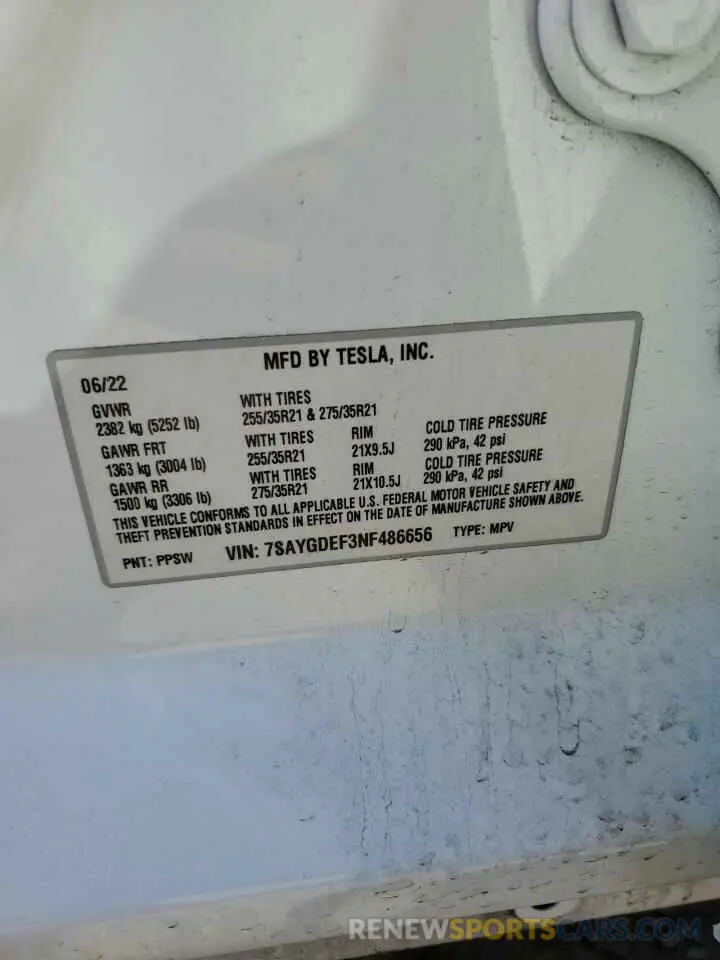 MFD BY TESLA, INC.
06/22
GVWR
2382 kg (5252 lb)
WITH TIRES
255/35R21 & 275/35R21
GAWR FRT
1363 kg (3004 lb)
WITH TIRES
255/35R21
RIM
21X9.5J
COLD TIRE PRESSURE
290 kPa, 42 psi
GAWR RR
1500 kg (3306 lb)
WITH TIRES
275/35R21
RIM
21X10.5J
COLD TIRE PRESSURE
290 kPa, 42 psi
THIS VEHICLE CONFORMS TO ALL APPLICABLE U.S. FEDERAL MOTOR VEHICLE SAFETY AND
THEFT PREVENTION STANDARDS IN EFFECT ON THE DATE OF MANUFACTURE SHOWN ABOVE.
PNT: PPSW VIN: 7SAYGDEF3NF486656 TYPE: MPV
RENEWSPORTSCARS.COM